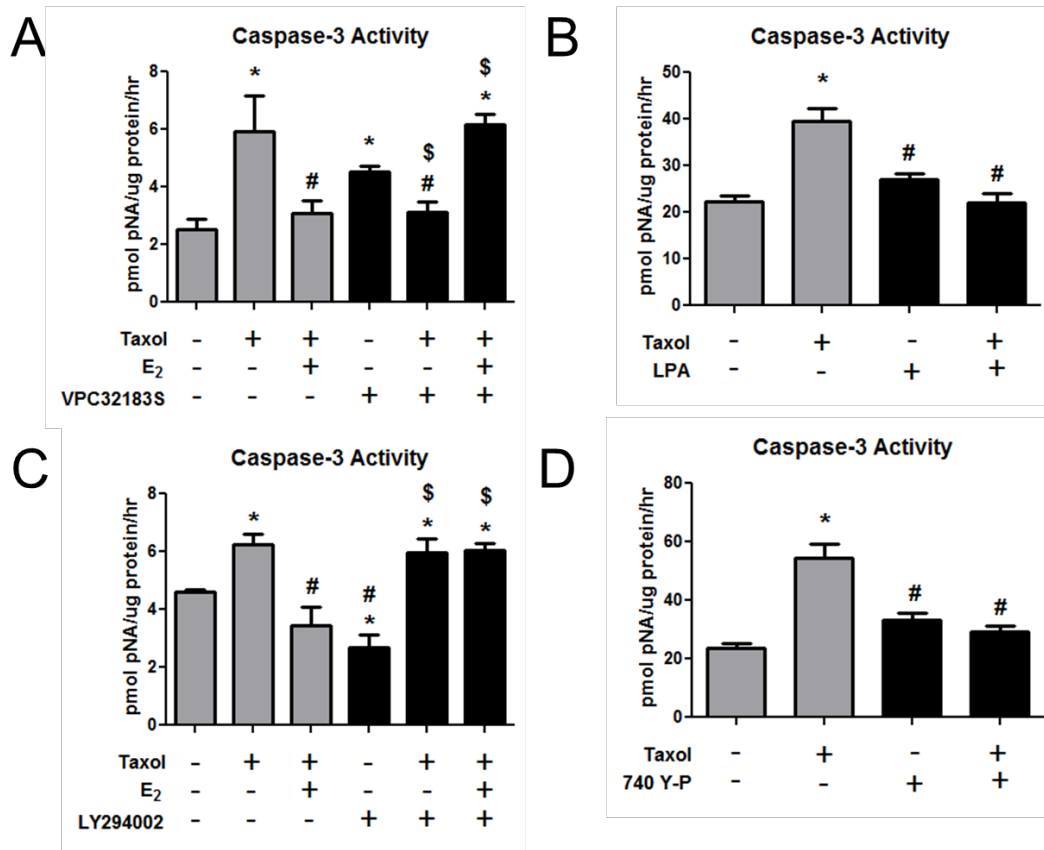 A
Caspase-3 Activity
pmol pNA/ug protein/hr
8
6
4
2
0
* # * $ # $ *
Taxol - + + - + +
E2 - - + - - +
VPC32183S - - - + + +
B
Caspase-3 Activity
pmol pNA/ug protein/hr
50
40
30
20
10
0
* # #
Taxol - + - +
LPA - - + +
C
Caspase-3 Activity
pmol pNA/ug protein/hr
8
6
4
2
0
* # # * $ * $ *
Taxol - + + - + +
E2 - - + - - +
LY294002 - - - + + +
D
Caspase-3 Activity
pmol pNA/ug protein/hr
80
60
40
20
0
* # #
Taxol - + - +
740 Y-P - - + +